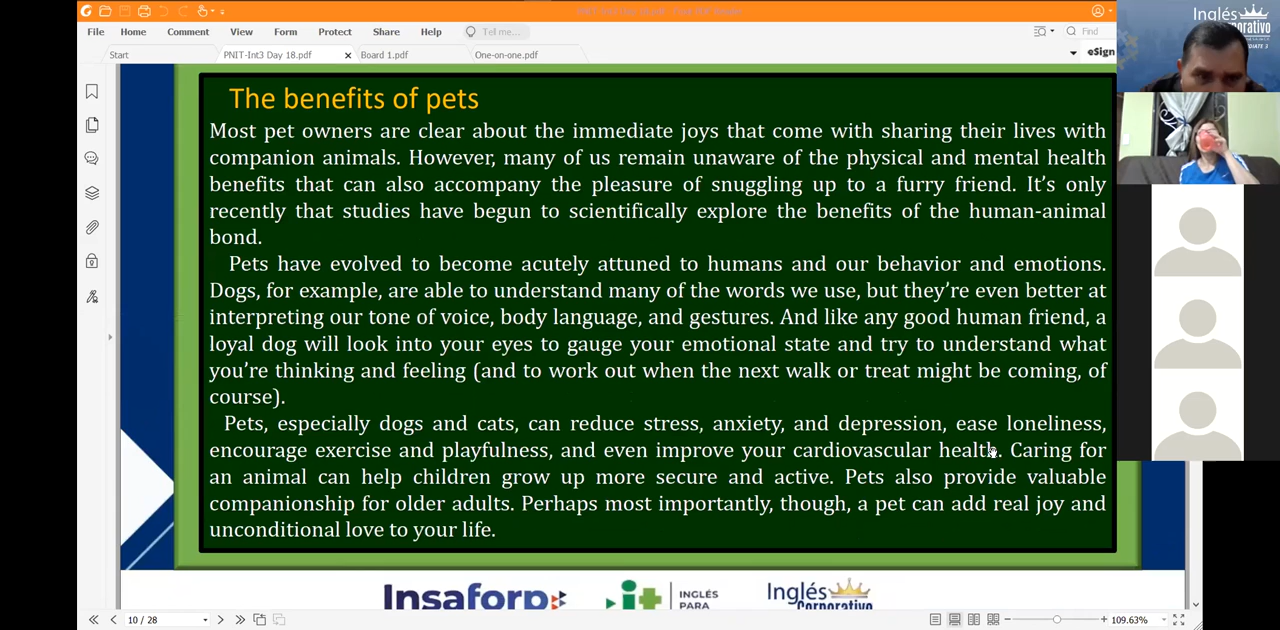 File Home Comment View Form Protect Share Help Tell me... Find
Start PNIT-Int3 Day 18.pdf Board 1.pdf One-on-one.pdf eSign
Inglés
The benefits of pets
Most pet owners are clear about the immediate joys that come with sharing their lives with
companion animals. However, many of us remain unaware of the physical and mental health
benefits that can also accompany the pleasure of snuggling up to a furry friend. It’s only
recently that studies have begun to scientifically explore the benefits of the human-animal
bond.
Pets have evolved to become acutely attuned to humans and our behavior and emotions.
Dogs, for example, are able to understand many of the words we use, but they’re even better at
interpreting our tone of voice, body language, and gestures. And like any good human friend, a
loyal dog will look into your eyes to gauge your emotional state and try to understand what
you’re thinking and feeling (and to work out when the next walk or treat might be coming, of
course).
Pets, especially dogs and cats, can reduce stress, anxiety, and depression, ease loneliness,
encourage exercise and playfulness, and even improve your cardiovascular health. Caring for
an animal can help children grow up more secure and active. Pets also provide valuable
companionship for older adults. Perhaps most importantly, though, a pet can add real joy and
unconditional love to your life.
Insaforp it INGLÉS PARA Inglés Corporativo
10 / 28 109.63%